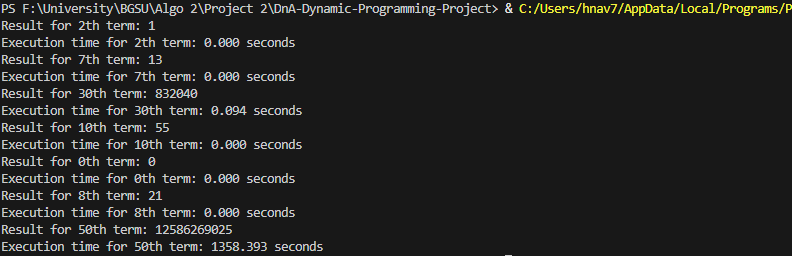 PS F:\University\BGSU\Algo 2\Project 2\DnA-Dynamic-Programming-Project> & C:/Users/hnav7/AppData/Local/Programs/P
Result for 2th term: 1
Execution time for 2th term: 0.000 seconds
Result for 7th term: 13
Execution time for 7th term: 0.000 seconds
Result for 30th term: 832040
Execution time for 30th term: 0.094 seconds
Result for 10th term: 55
Execution time for 10th term: 0.000 seconds
Result for 0th term: 0
Execution time for 0th term: 0.000 seconds
Result for 8th term: 21
Execution time for 8th term: 0.000 seconds
Result for 50th term: 12586269025
Execution time for 50th term: 1358.393 seconds